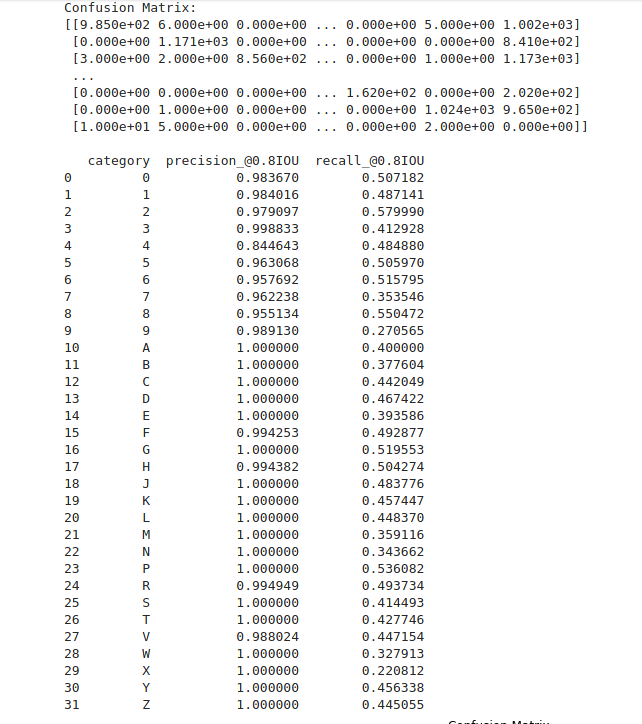 Confusion Matrix:
[[9.850e+02 6.000e+00 0.000e+00 ... 0.000e+00 5.000e+00 1.002e+03]
[0.000e+00 1.171e+03 0.000e+00 ... 0.000e+00 0.000e+00 8.410e+02]
[3.000e+00 2.000e+00 8.560e+02 ... 0.000e+00 1.000e+00 1.173e+03]
...
[0.000e+00 0.000e+00 0.000e+00 ... 1.620e+02 0.000e+00 2.020e+02]
[0.000e+00 1.000e+00 0.000e+00 ... 0.000e+00 1.024e+03 9.650e+02]
[1.000e+01 5.000e+00 0.000e+00 ... 0.000e+00 2.000e+00 0.000e+00]]
category precision_@0.8IOU recall_@0.8IOU
0 0 0.983670 0.507182
1 1 0.984016 0.487141
2 2 0.979097 0.579990
3 3 0.998833 0.412928
4 4 0.844643 0.484880
5 5 0.963068 0.505970
6 6 0.957692 0.515795
7 7 0.962238 0.353546
8 8 0.955134 0.550472
9 9 0.989130 0.270565
10 A 1.000000 0.400000
11 B 1.000000 0.377604
12 C 1.000000 0.442049
13 D 1.000000 0.467422
14 E 1.000000 0.393586
15 F 0.994253 0.492877
16 G 1.000000 0.519553
17 H 0.994382 0.504274
18 J 1.000000 0.483776
19 K 1.000000 0.457447
20 L 1.000000 0.448370
21 M 1.000000 0.359116
22 N 1.000000 0.343662
23 P 1.000000 0.536082
24 R 0.994949 0.493734
25 S 1.000000 0.414493
26 T 1.000000 0.427746
27 V 0.988024 0.447154
28 W 1.000000 0.327913
29 X 1.000000 0.220812
30 Y 1.000000 0.456338
31 Z 1.000000 0.445055
Confusion Matrix